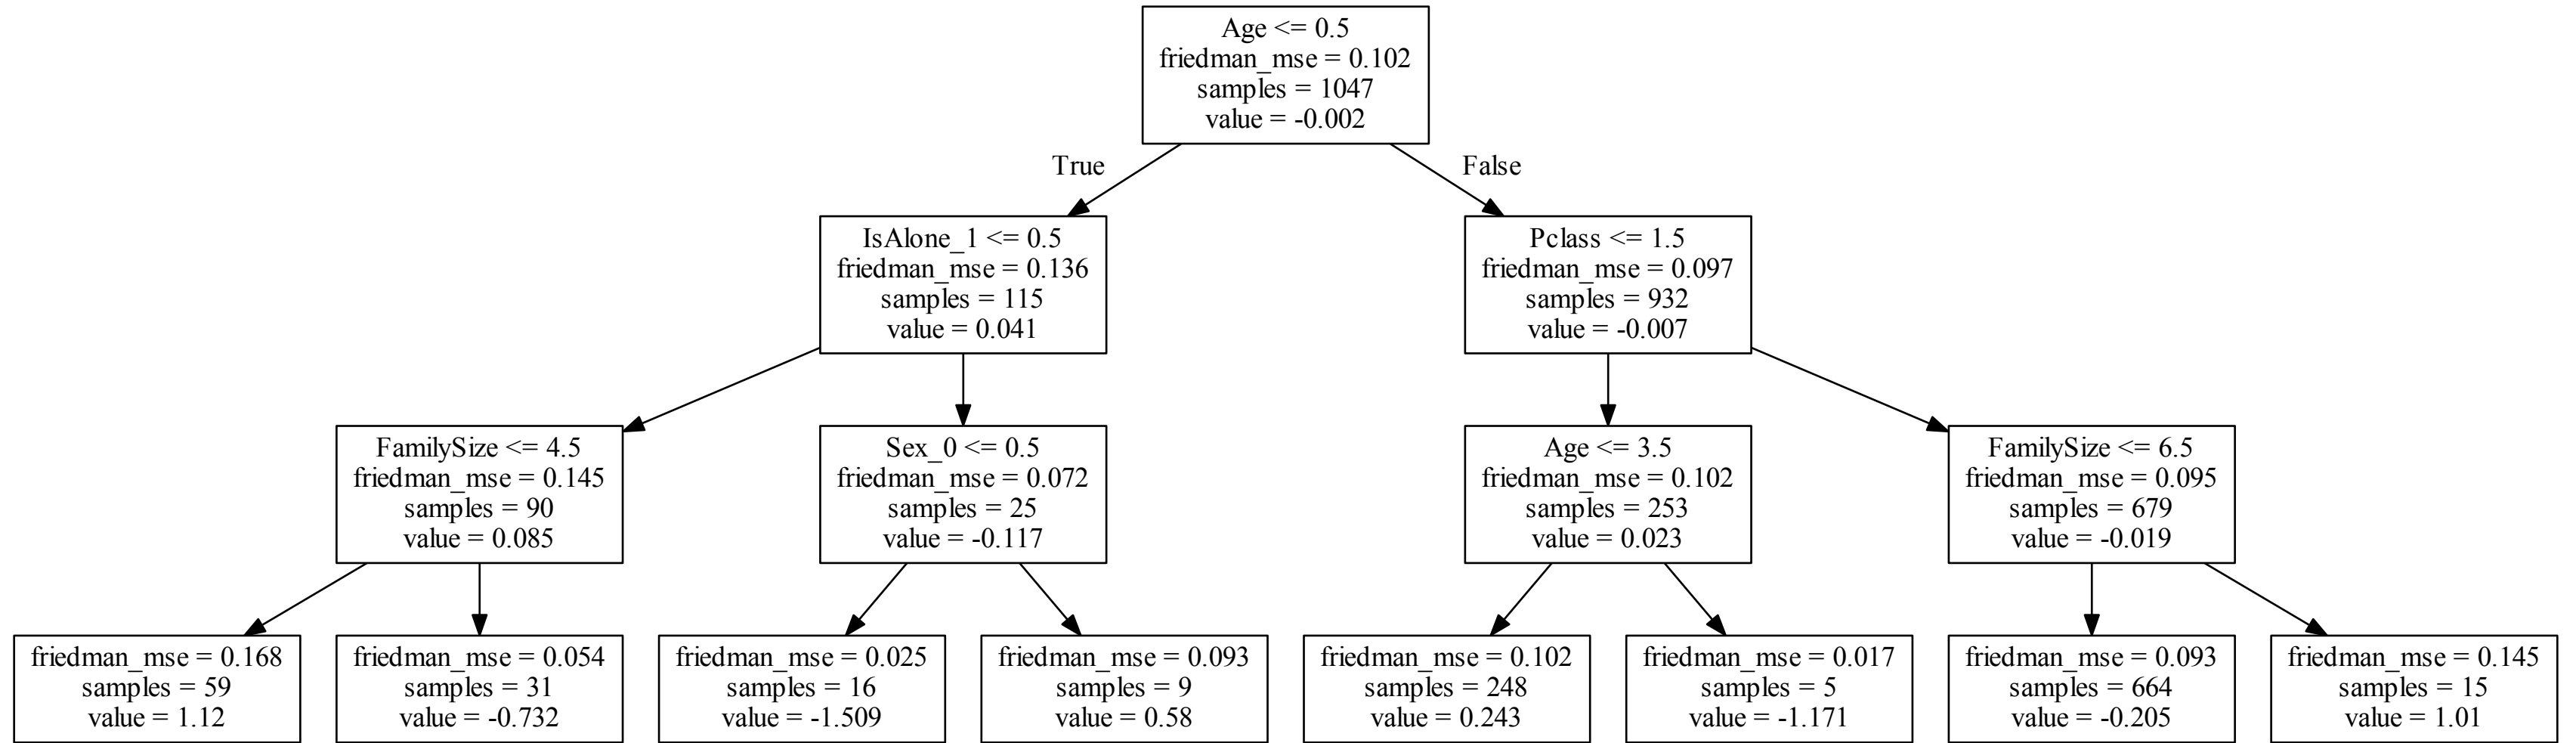 Age <= 0.5
friedman_mse = 0.102
samples = 1047
value = -0.002
True
False
IsAlone_1 <= 0.5
friedman_mse = 0.136
samples = 115
value = 0.041
Pclass <= 1.5
friedman_mse = 0.097
samples = 932
value = -0.007
FamilySize <= 4.5
friedman_mse = 0.145
samples = 90
value = 0.085
Sex_0 <= 0.5
friedman_mse = 0.072
samples = 25
value = -0.117
Age <= 3.5
friedman_mse = 0.102
samples = 253
value = 0.023
FamilySize <= 6.5
friedman_mse = 0.095
samples = 679
value = -0.019
friedman_mse = 0.168
samples = 59
value = 1.12
friedman_mse = 0.054
samples = 31
value = -0.732
friedman_mse = 0.025
samples = 16
value = -1.509
friedman_mse = 0.093
samples = 9
value = 0.58
friedman_mse = 0.102
samples = 248
value = 0.243
friedman_mse = 0.017
samples = 5
value = -1.171
friedman_mse = 0.093
samples = 664
value = -0.205
friedman_mse = 0.145
samples = 15
value = 1.01